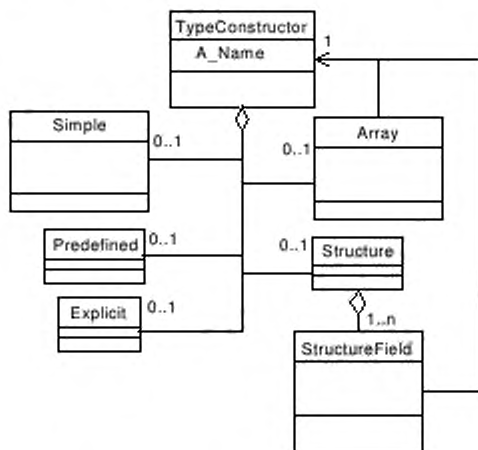 TypeConstructor
A_Name
1
Simple
0..1
0..1
Array
Predefined
0..1
0..1
Structure
Explicit
0..1
1..n
StructureField